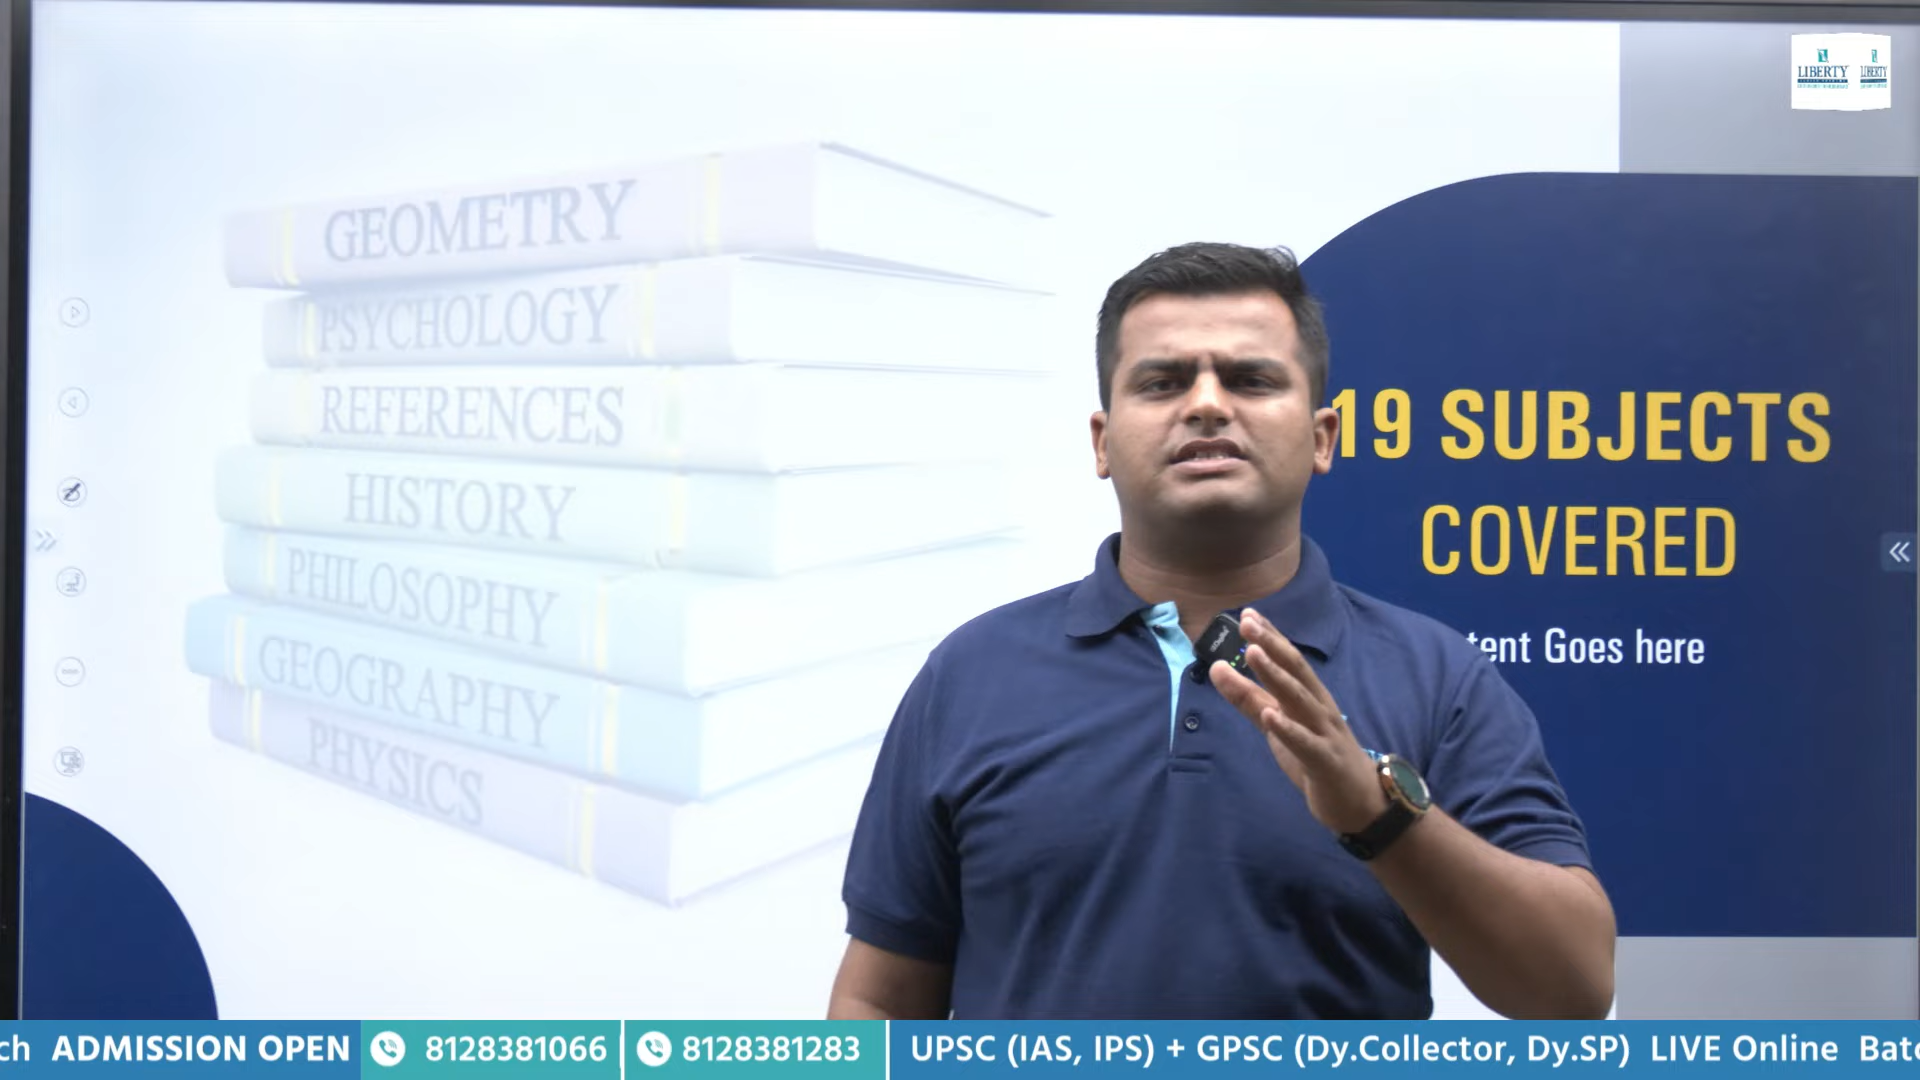 LIBERTY
GEOMETRY
PSYCHOLOGY
REFERENCES
HISTORY
PHILOSOPHY
GEOGRAPHY
PHYSICS
19 SUBJECTS
COVERED
tent Goes here
ch ADMISSION OPEN 8128381066 8128381283 UPSC (IAS, IPS) + GPSC (Dy.Collector, Dy.SP) LIVE Online Batc